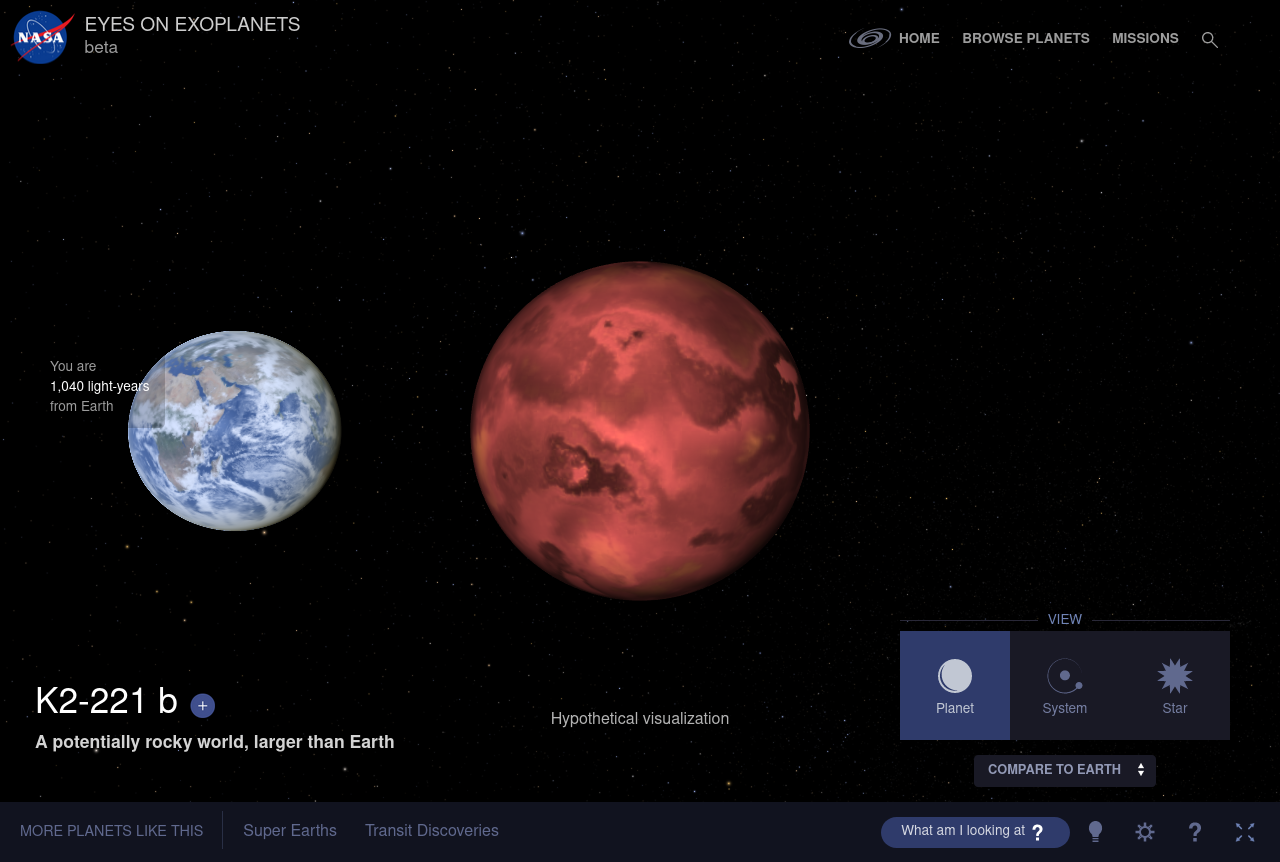 NASA
EYES ON EXOPLANETS
beta
HOME
BROWSE PLANETS
MISSIONS
You are
1,040 light-years
from Earth
K2-221 b +
A potentially rocky world, larger than Earth
Hypothetical visualization
VIEW
Planet
System
Star
COMPARE TO EARTH
MORE PLANETS LIKE THIS
Super Earths
Transit Discoveries
What am I looking at ?
?